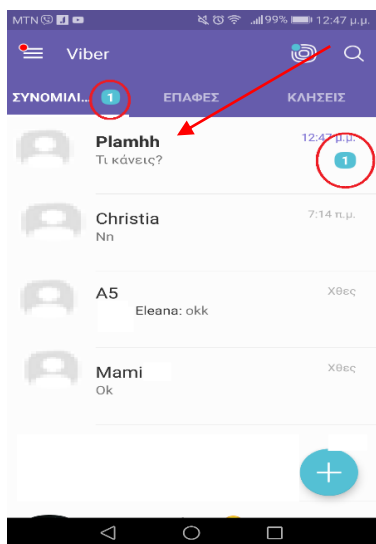 MTN 99% 12:47 μ.μ.
Viber
ΣΥΝΟΜΙΛΙ... 1 ΕΠΑΦΕΣ ΚΛΗΣΕΙΣ
Plamhh 12:47 μ.μ.
Τι κάνεις? 1
Christia 7:14 π.μ.
Nn
A5 Χθες
Eleana: okk
Mami Χθες
Ok